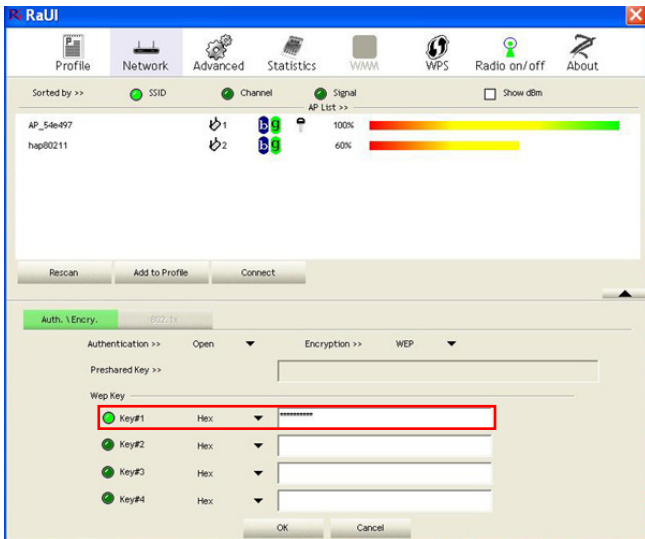 RaUI
Profile Network Advanced Statistics WMM WPS Radio on/off About
Sorted by >> SSID Channel Signal Show dBm
AP List >>
AP_54e497 1 b g 100%
hap80211 2 b g 60%
Rescan Add to Profile Connect
Auth. \ Encry. 802.1x
Authentication >> Open Encryption >> WEP
Preshared Key >>
Wep Key
Key#1 Hex **********
Key#2 Hex
Key#3 Hex
Key#4 Hex
OK Cancel